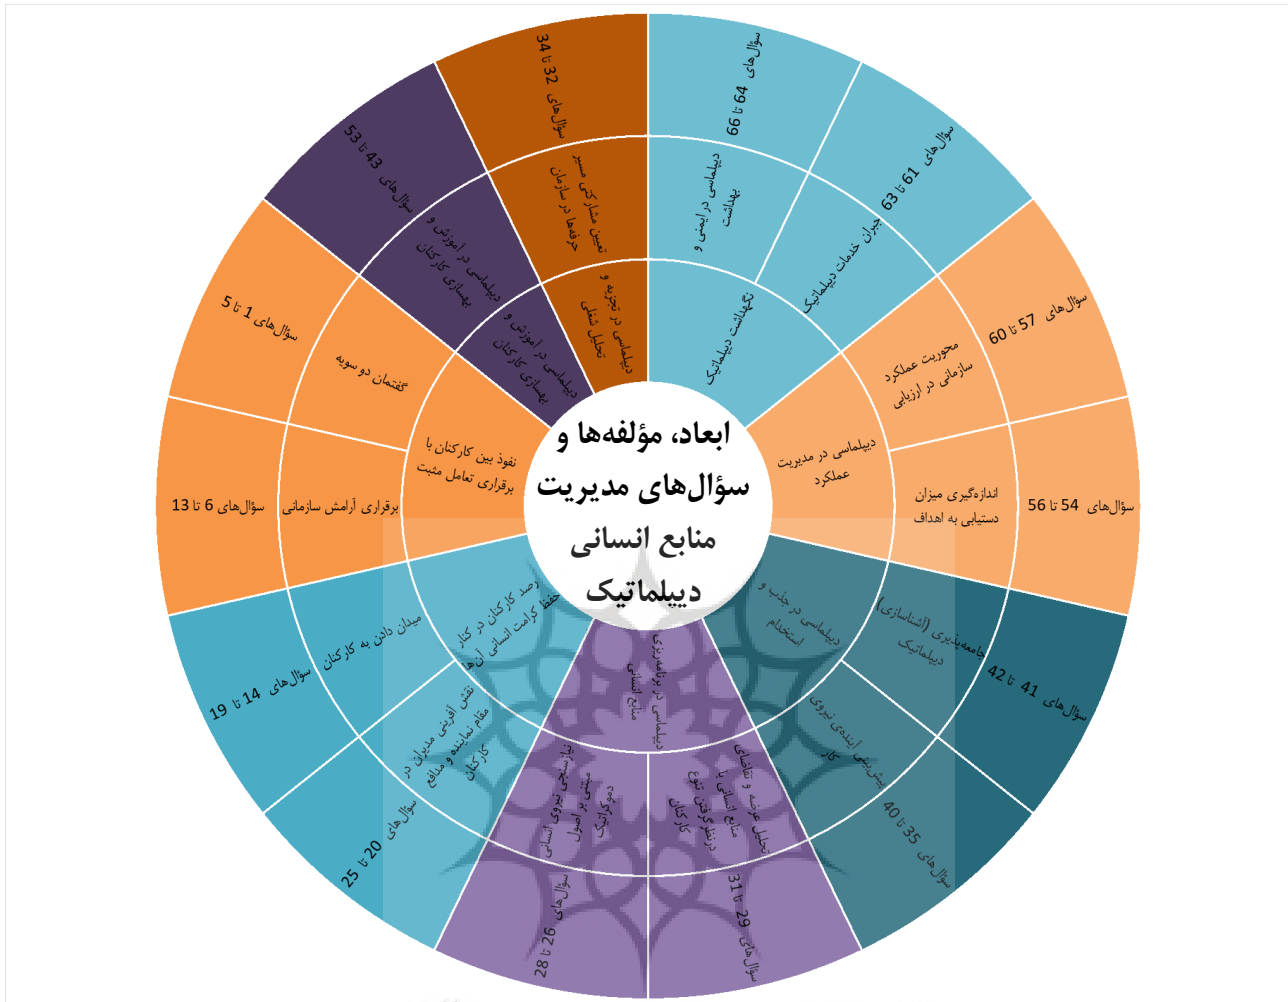 ابعاد، مؤلفه‌ها و
سؤال‌های مدیریت
منابع انسانی
دیپلماتیک
نگهداشت دیپلماتیک
دیپلماسی در ایمنی و
بهداشت
سؤال‌های 64 تا 66
جبران خدمات دیپلماتیک
سؤال‌های 61 تا 63
دیپلماسی در مدیریت
عملکرد
محوریت عملکرد
سازمانی در ارزیابی
سؤال‌های 57 تا 60
اندازه‌گیری میزان
دستیابی به اهداف
سؤال‌های 54 تا 56
دیپلماسی در جذب و
استخدام
جامعه‌پذیری (آشناسازی)
دیپلماتیک
سؤال‌های 41 تا 42
پیش‌بینی آینده‌ی نیروی
کار
سؤال‌های 35 تا 40
دیپلماسی در برنامه‌ریزی
منابع انسانی
تحلیل عرضه و تقاضای
منابع انسانی با
درنظرگرفتن تنوع
کارکنان
سؤال‌های 29 تا 31
نیازسنجی نیروی انسانی
مبتنی بر اصول
دموکراتیک
سؤال‌های 26 تا 28
رصد کارکنان در کنار
حفظ کرامت انسانی آن‌ها
نقش آفرینی مدیران در
مقام نماینده و مدافع
کارکنان
سؤال‌های 20 تا 25
میدان دادن به کارکنان
سؤال‌های 14 تا 19
نفوذ بین کارکنان با
برقراری تعامل مثبت
برقراری آرامش سازمانی
سؤال‌های 6 تا 13
گفتمان دو سویه
سؤال‌های 1 تا 5
دیپلماسی در آموزش و
بهسازی کارکنان
دیپلماسی در آموزش و
بهسازی کارکنان
سؤال‌های 43 تا 53
دیپلماسی در تجزیه و
تحلیل شغلی
تعیین مشارکتی مسیر
حرفه‌ها در سازمان
سؤال‌های 32 تا 34